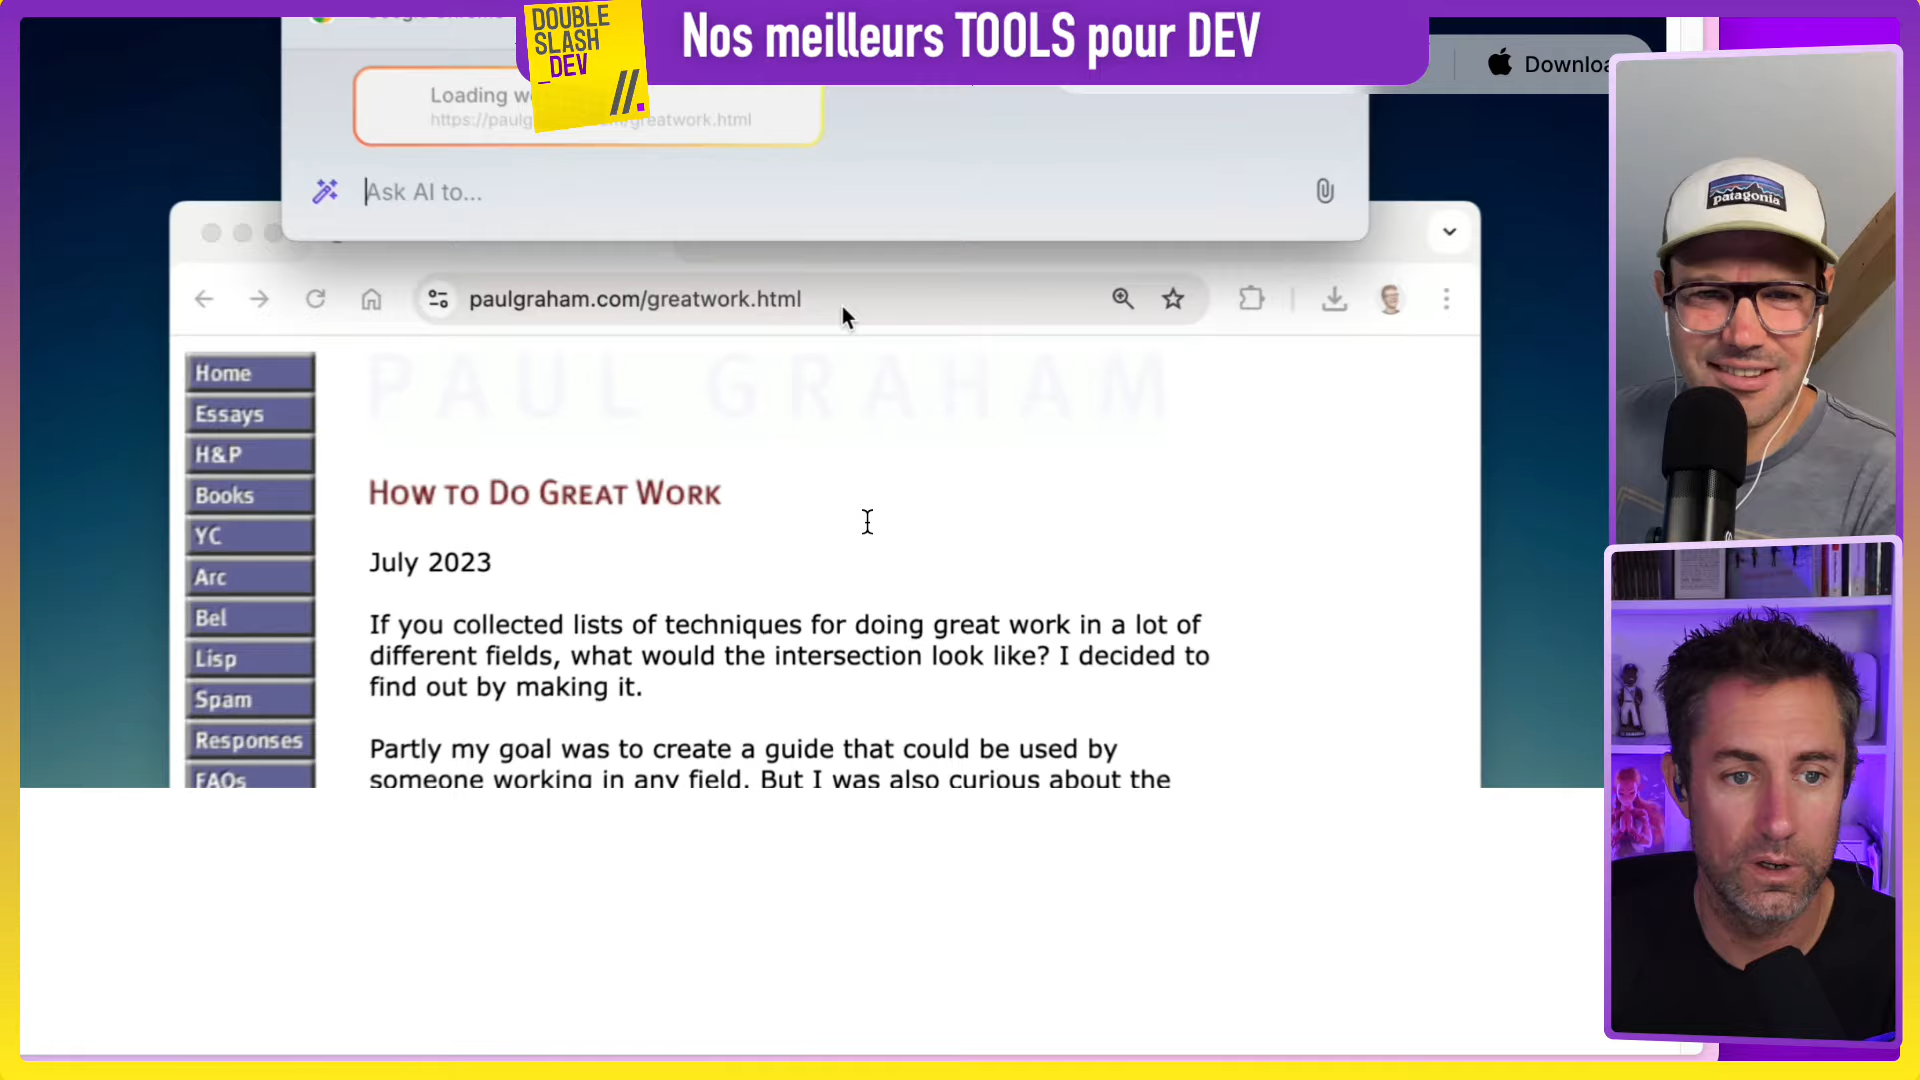 Nos meilleurs TOOLS pour DEV
DOUBLE
SLASH
_DEV
//.
Download
Loading
https://paulg /greatwork.html
Ask AI to...
paulgraham.com/greatwork.html
PAUL GRAHAM
Home
Essays
H&P
Books
YC
Arc
Bel
Lisp
Spam
Responses
FAQs
How to Do Great Work
July 2023
If you collected lists of techniques for doing great work in a lot of
different fields, what would the intersection look like? I decided to
find out by making it.
Partly my goal was to create a guide that could be used by
someone working in any field. But I was also curious about the
patagonia